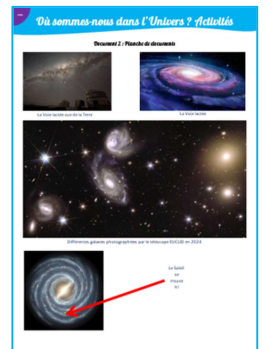 Où sommes-nous dans l'Univers ? Activités
Document 2 : Planche de documents
La Voie lactée vue de la Terre
La Voie lactée
Différentes galaxies photographiées par le télescope EUCLID en 2024
Le Soleil
se
trouve
ici